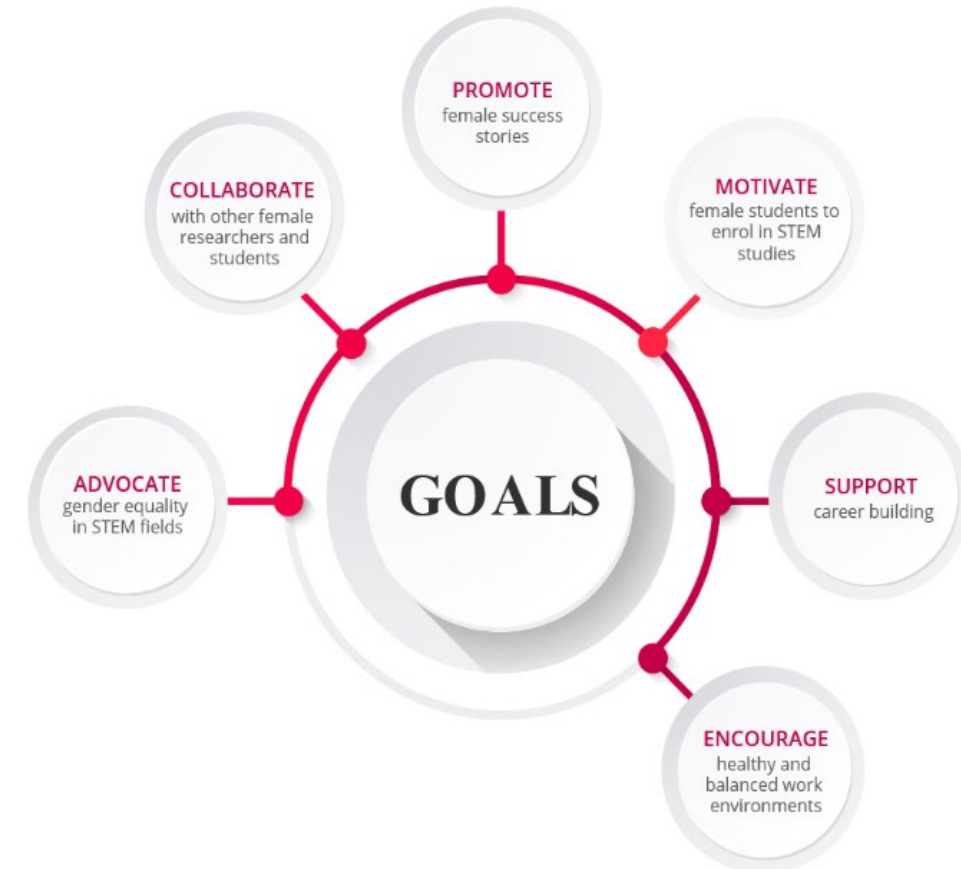 PROMOTE
female success
stories
COLLABORATE
with other female
researchers and
students
MOTIVATE
female students to
enrol in STEM
studies
ADVOCATE
gender equality
in STEM fields
GOALS
SUPPORT
career building
ENCOURAGE
healthy and
balanced work
environments